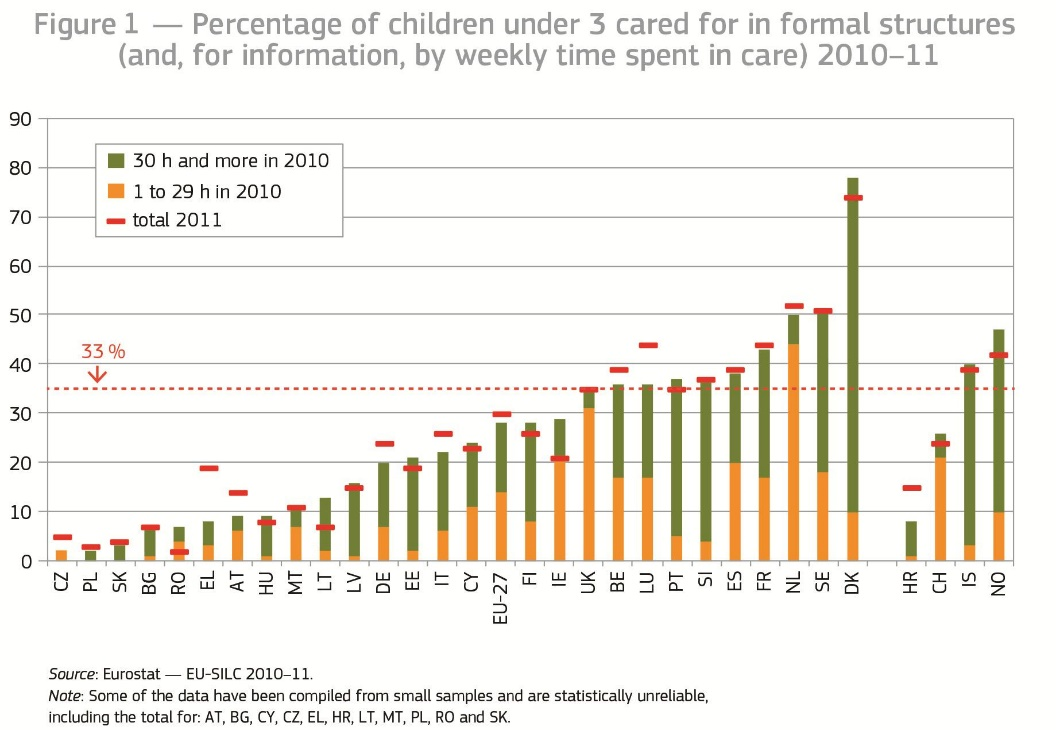 Figure 1 — Percentage of children under 3 cared for in formal structures
(and, for information, by weekly time spent in care) 2010–11
90
80
70
60
50
40
30
20
10
0
30 h and more in 2010
1 to 29 h in 2010
total 2011
33 %
CZ
PL
SK
BG
RO
EL
AT
HU
MT
LT
LV
DE
EE
IT
CY
EU-27
FI
IE
UK
BE
LU
PT
SI
ES
FR
NL
SE
DK
HR
CH
IS
NO
Source: Eurostat — EU-SILC 2010–11.
Note: Some of the data have been compiled from small samples and are statistically unreliable,
including the total for: AT, BG, CY, CZ, EL, HR, LT, MT, PL, RO and SK.